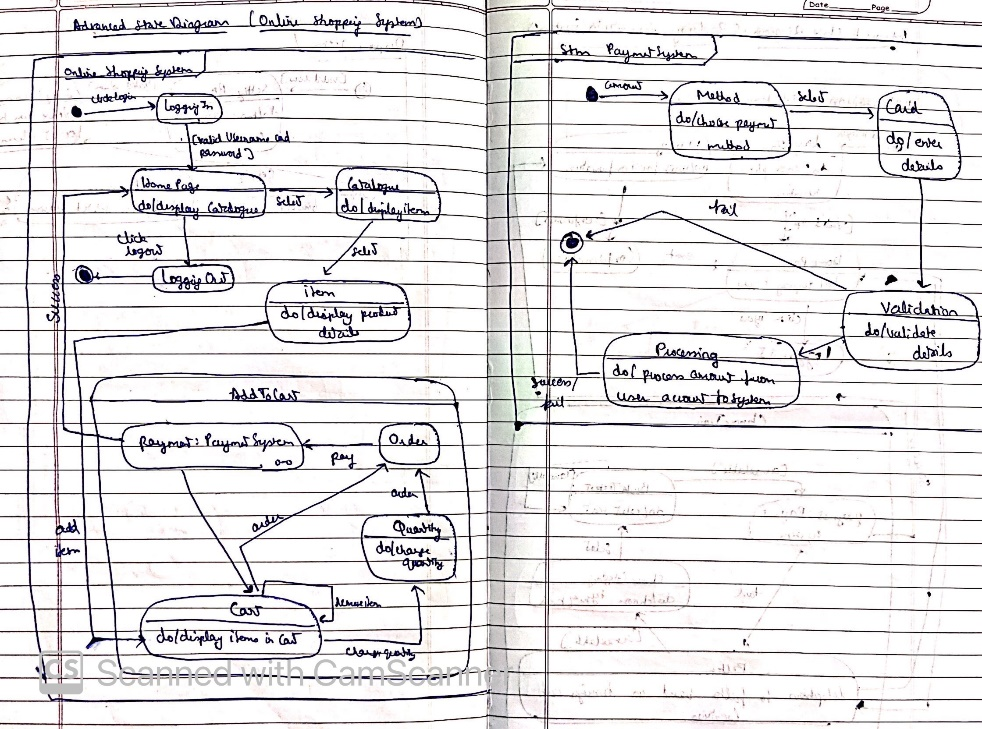 Date
Page
Advanced State Diagram (Online Shopping System)
Online Shopping System
click login
Logging In
[valid Username and
Password]
Home Page
do/display Catalogue
select
Catalogue
do/display item
click
logout
select
Logging Out
item
do/display product
details
Success
Add To Cart
Payment: Payment System
pay
Order
order
order
add
item
Quantity
do/change
quantity
Cart
do/display items in Cart
remove item
change quantity
Stm Payment System
amount
Method
do/choose payment
method
select
Card
do/enter
details
fail
Validation
do/validate
details
Processing
do/process amount from
user account to system
success/
fail
CS Scanned with CamScanner